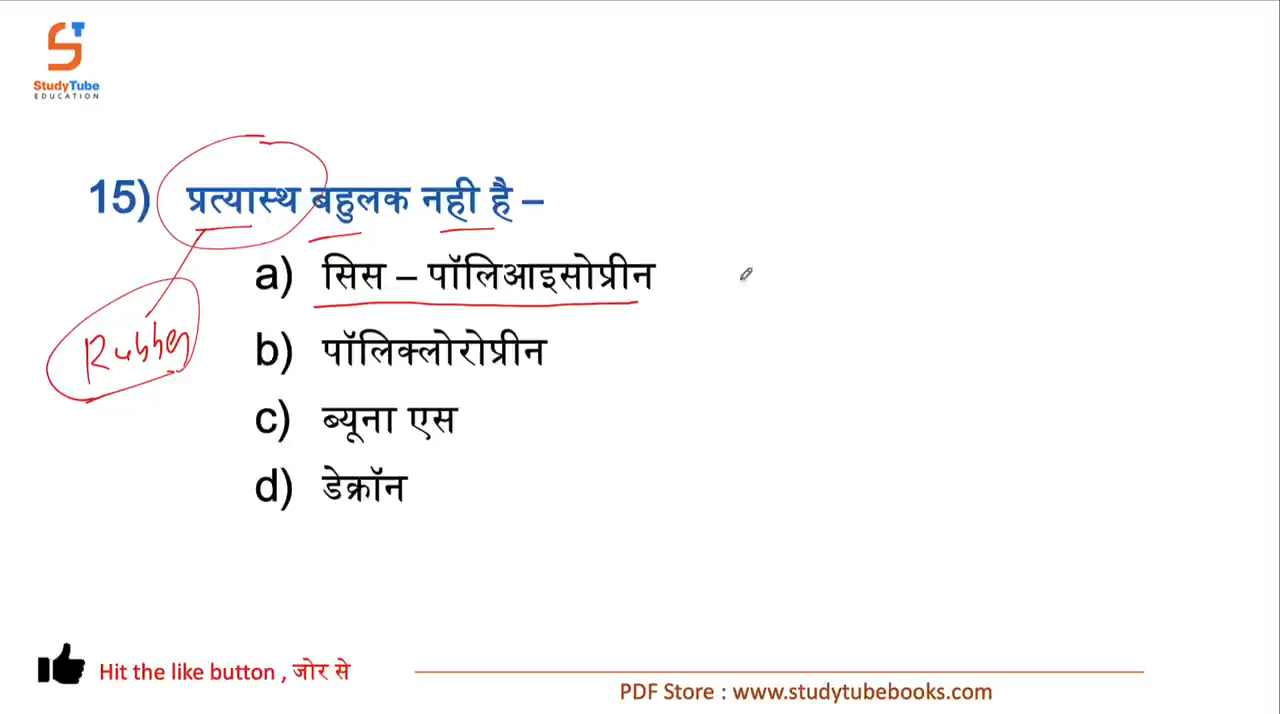 StudyTube
EDUCATION
15) प्रत्यास्थ बहुलक नही है –
a) सिस – पॉलिआइसोप्रीन
Rubber
b) पॉलिक्लोरोप्रीन
c) ब्यूना एस
d) डेक्रॉन
Hit the like button , जोर से
PDF Store : www.studytubebooks.com